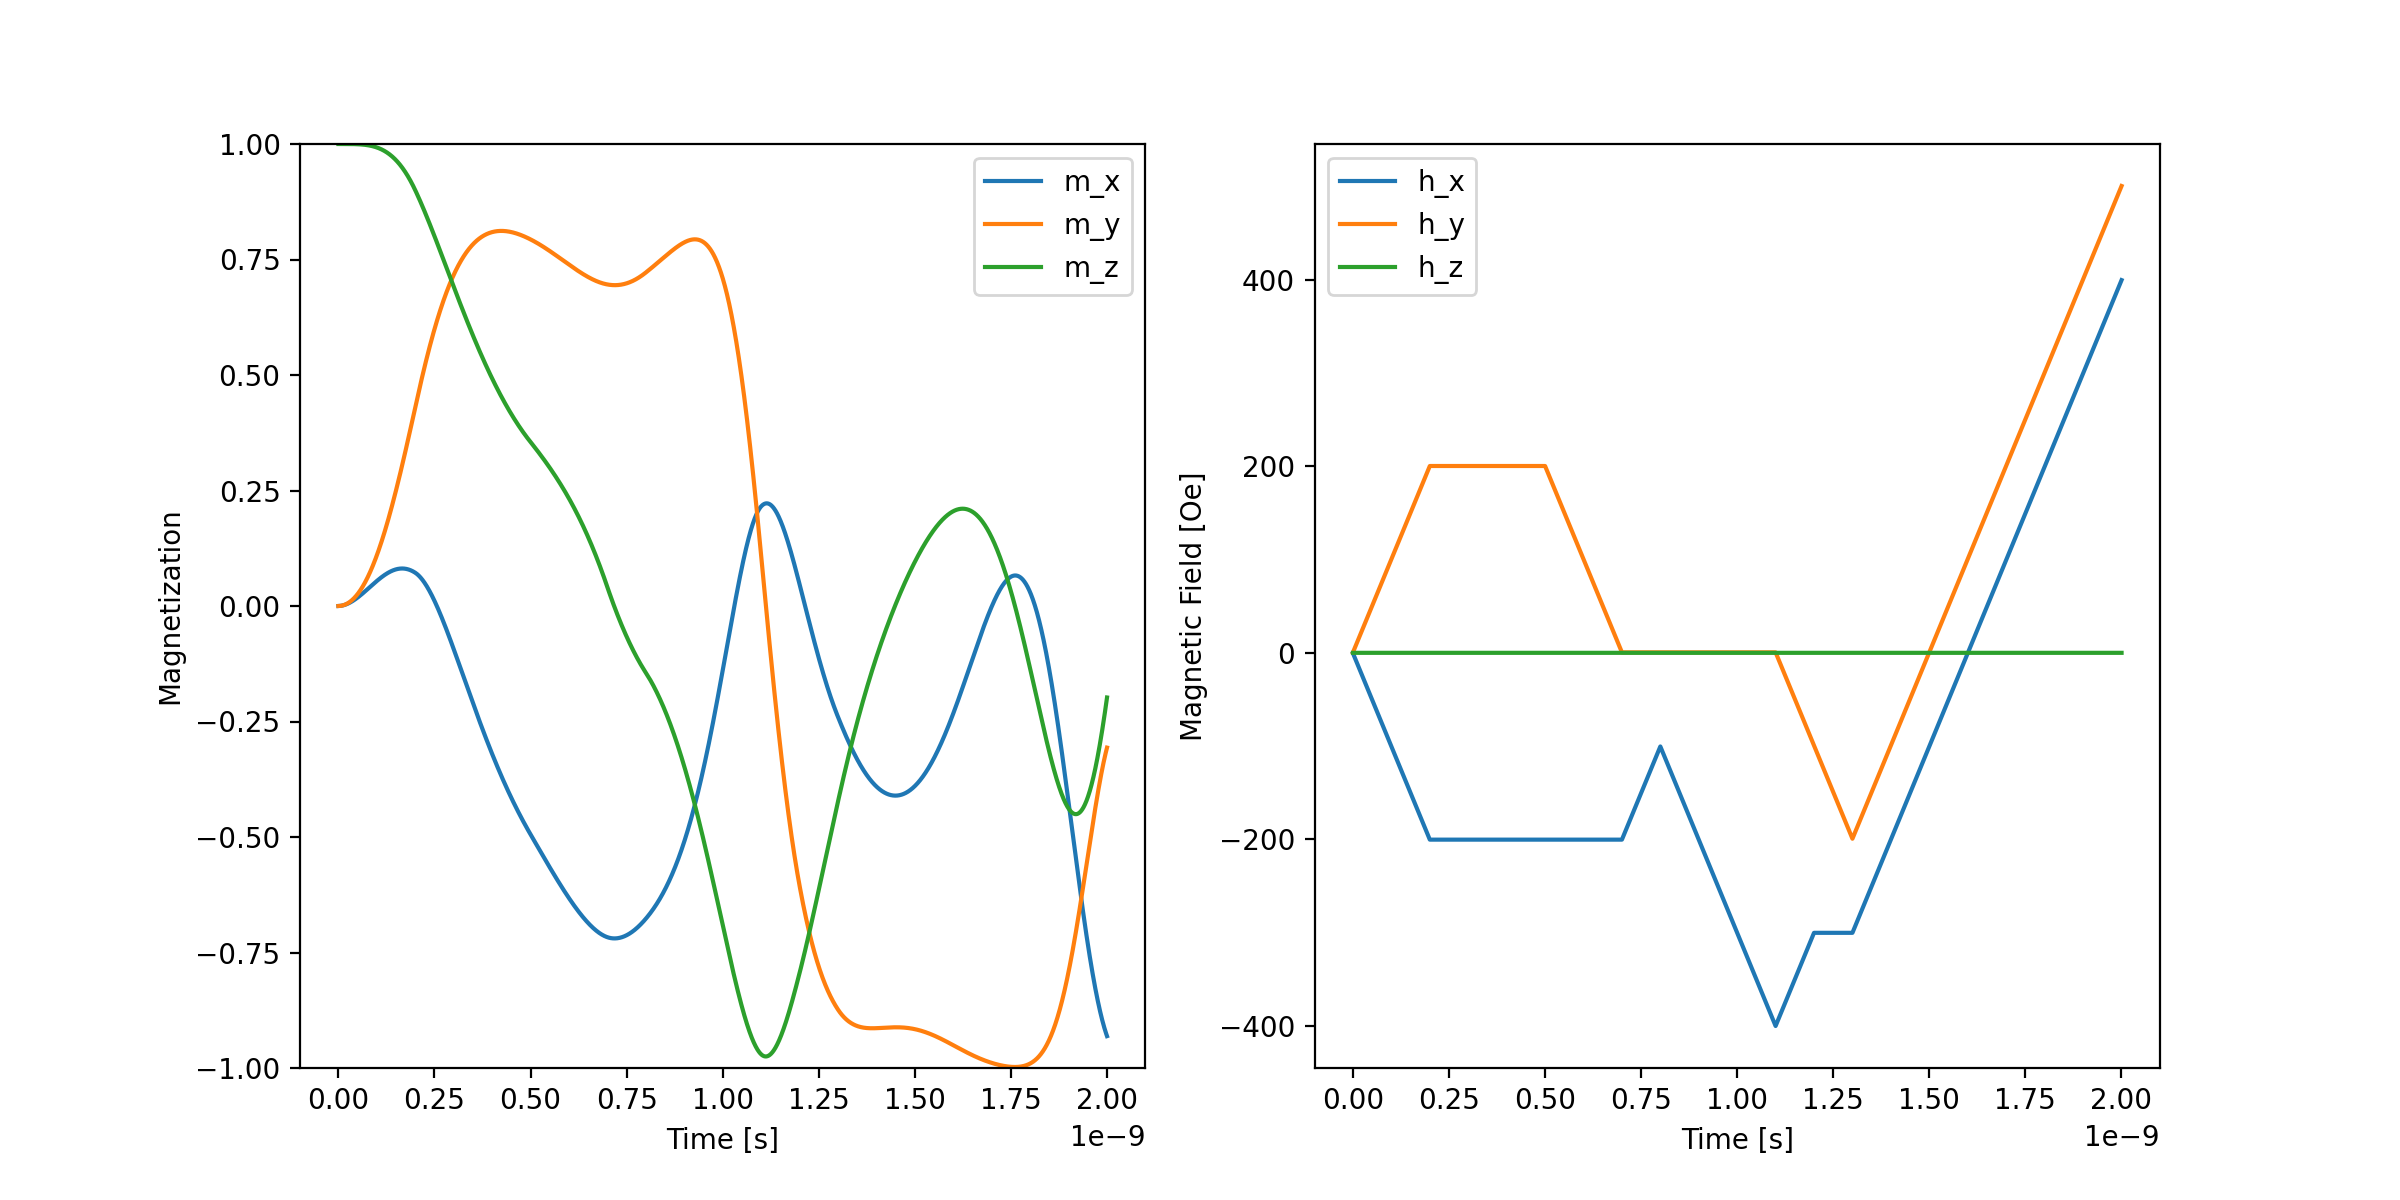 1.00
0.75
0.50
0.25
0.00
−0.25
−0.50
−0.75
−1.00
Magnetization
m_x
m_y
m_z
0.00 0.25 0.50 0.75 1.00 1.25 1.50 1.75 2.00
Time [s]
1e−9
400
200
0
−200
−400
Magnetic Field [Oe]
h_x
h_y
h_z
0.00 0.25 0.50 0.75 1.00 1.25 1.50 1.75 2.00
Time [s]
1e−9